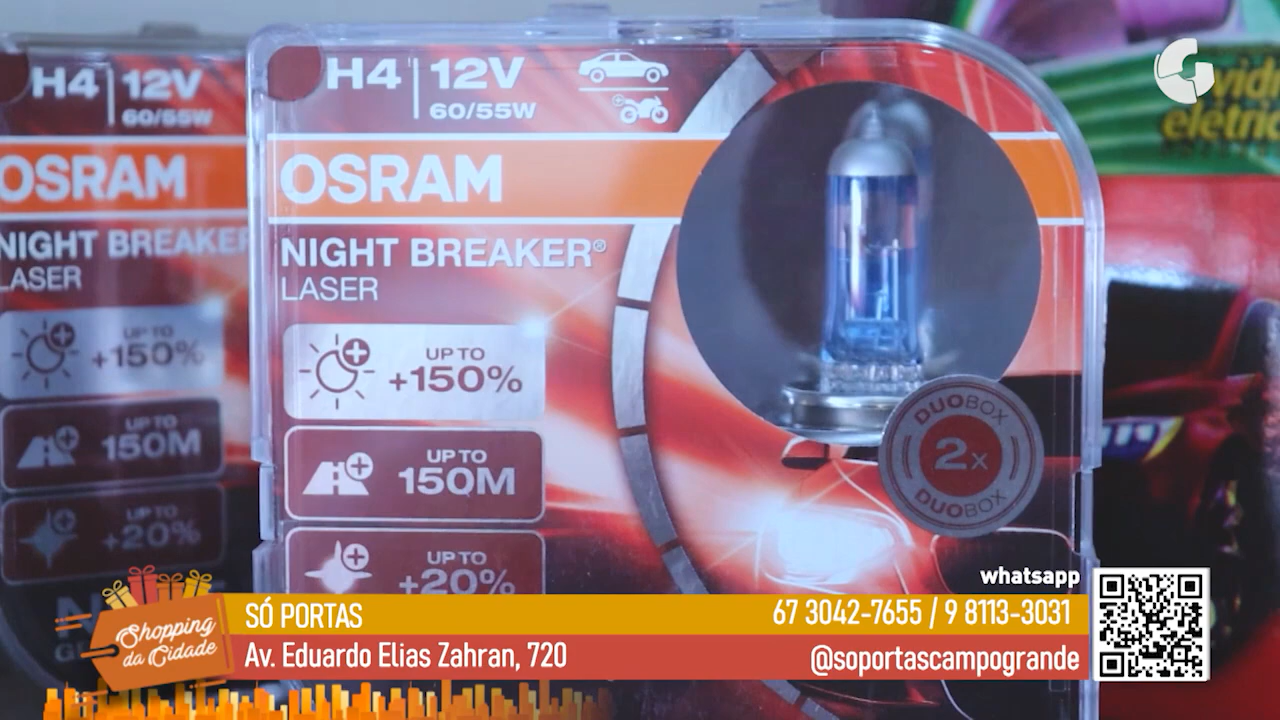 H4 12V
60/55W
OSRAM
NIGHT BREAKER
LASER
UP TO
+150%
UP TO
150M
UP TO
+20%
H4 12V
60/55W
OSRAM
NIGHT BREAKER®
LASER
UP TO
+150%
UP TO
150M
UP TO
+20%
DUOBOX
2x
DUOBOX
whatsapp
Shopping
da Cidade
SÓ PORTAS
67 3042-7655 / 9 8113-3031
Av. Eduardo Elias Zahran, 720
@soportascampogrande